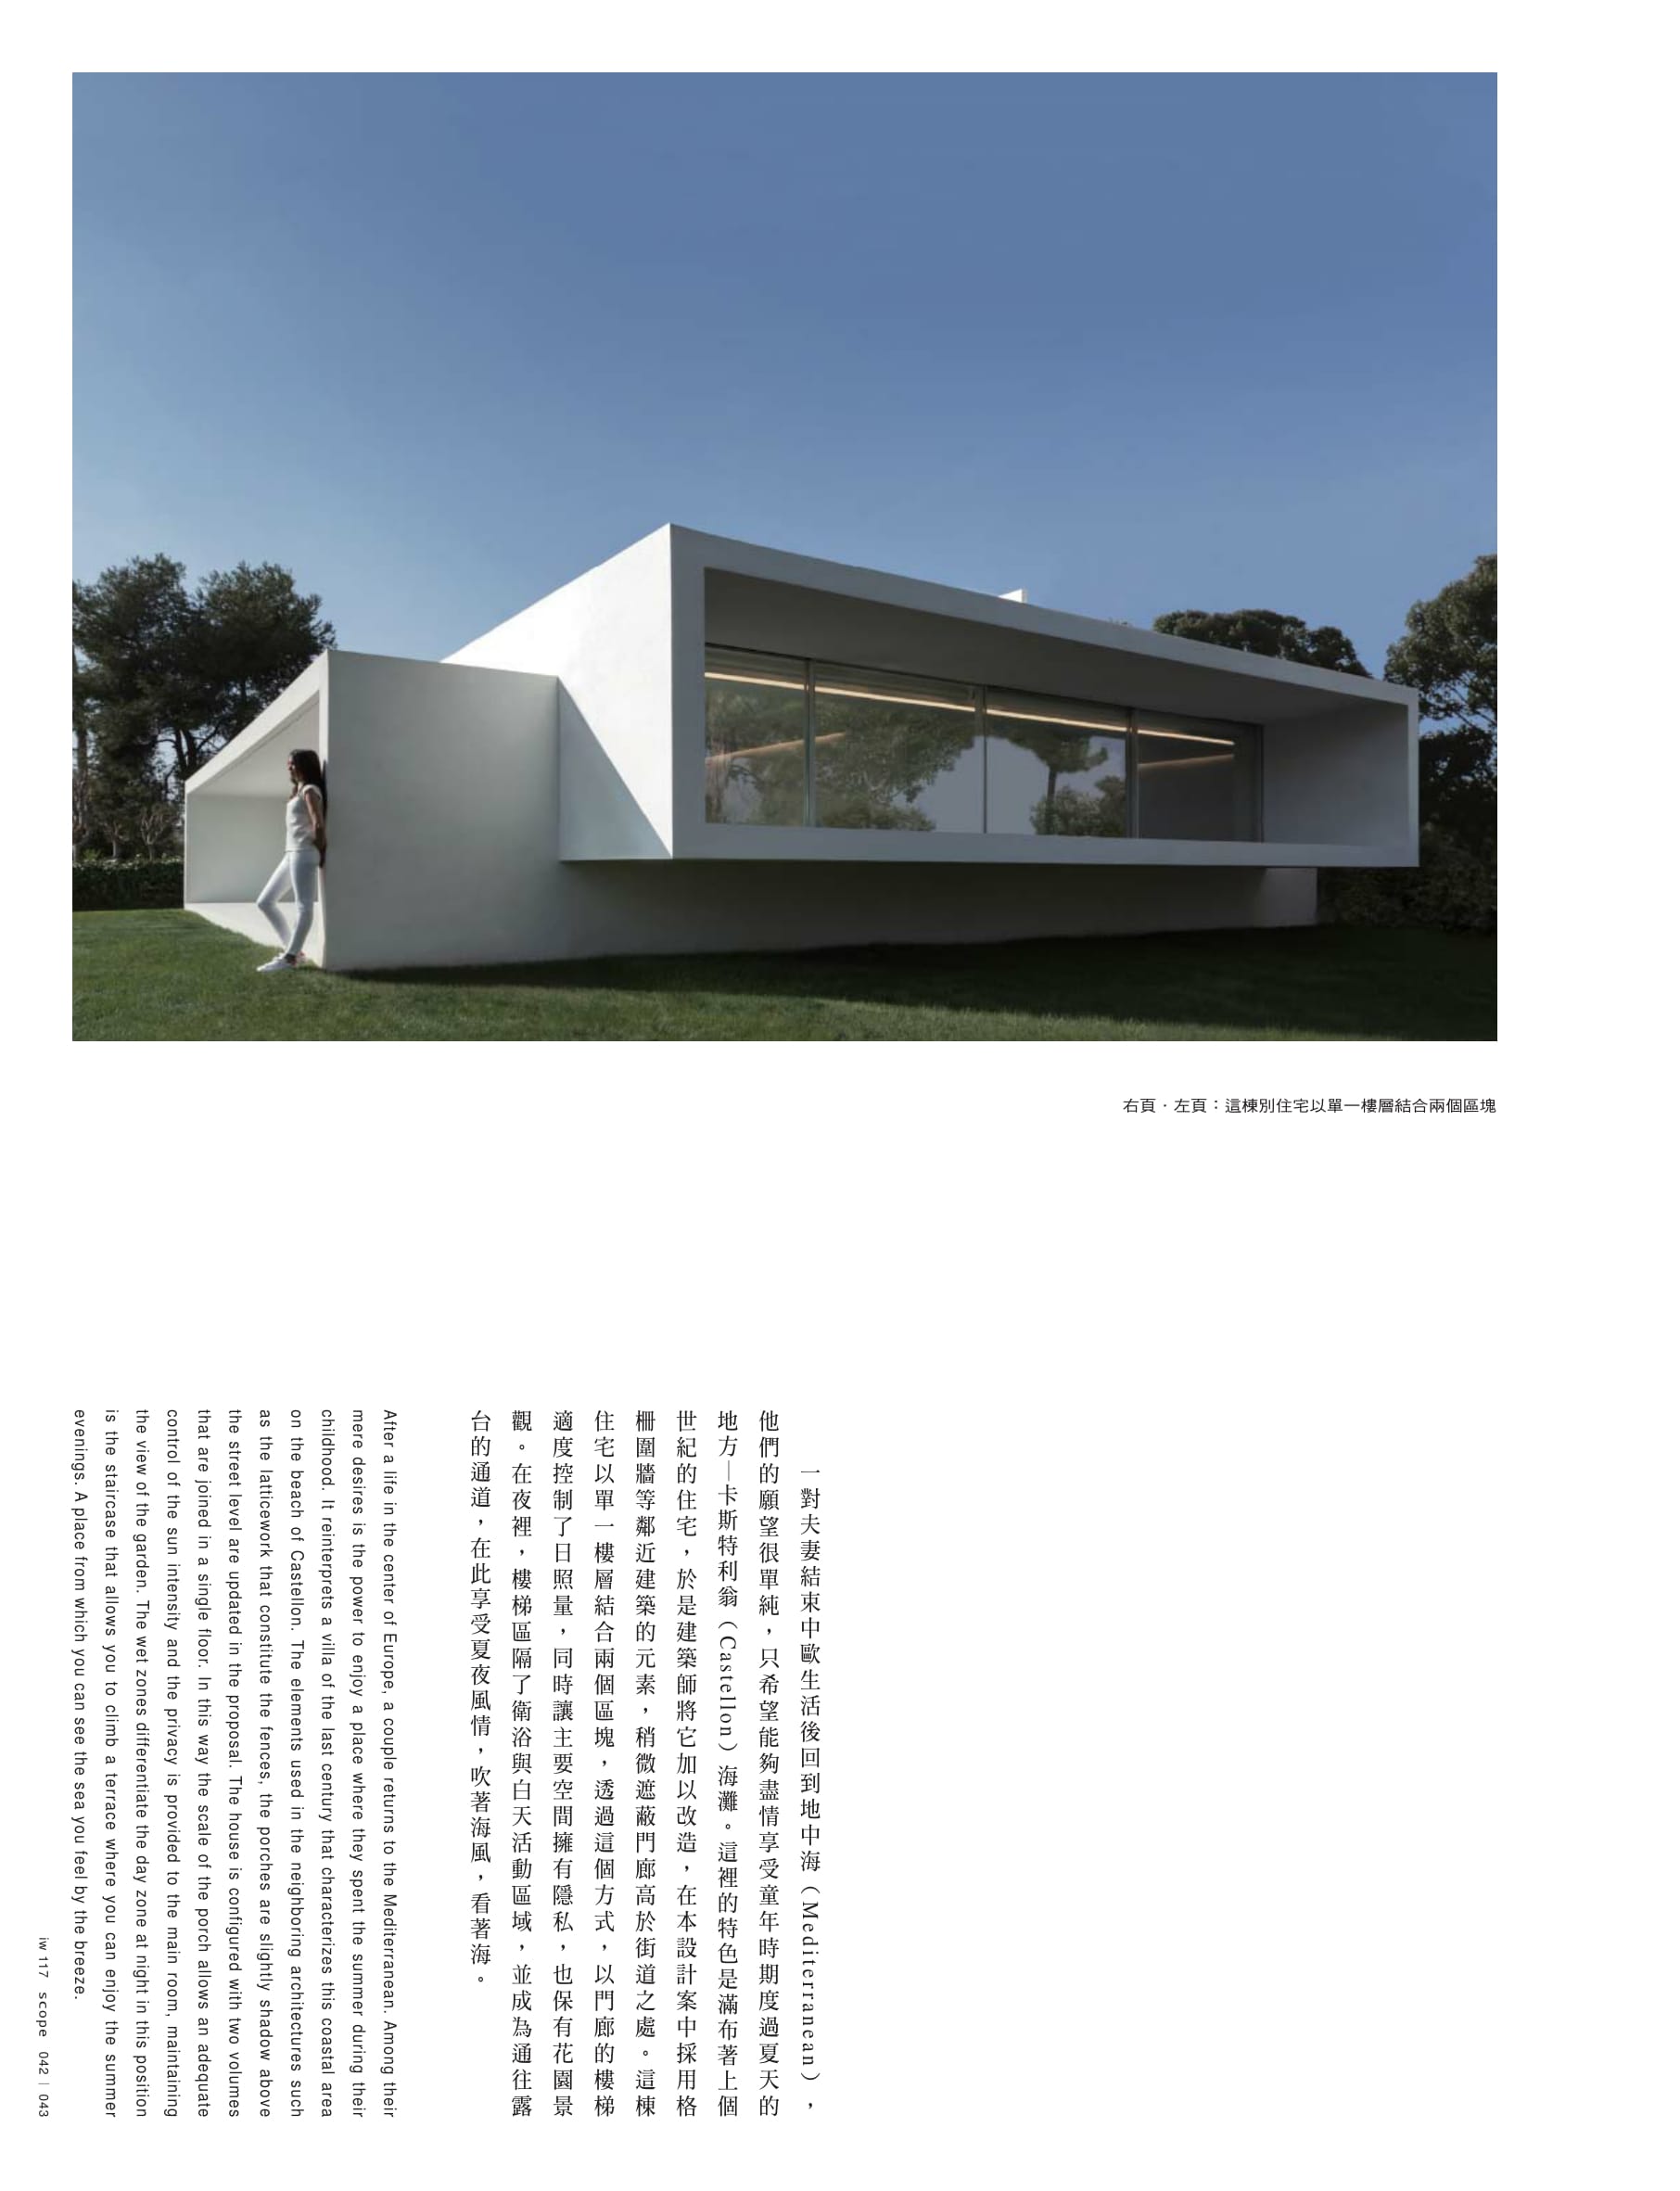 右頁．左頁：這棟別住宅以單一樓層結合兩個區塊
一對夫妻結束中歐生活後回到地中海（Mediterranean），
他們的願望很單純，只希望能夠盡情享受童年時期度過夏天的
地方—卡斯特利翁（Castellon）海灘。這裡的特色是滿布著上個
世紀的住宅，於是建築師將它加以改造，在本設計案中採用格
柵圍牆等鄰近建築的元素，稍微遮蔽門廊高於街道之處。這棟
住宅以單一樓層結合兩個區塊，透過這個方式，以門廊的樓梯
適度控制了日照量，同時讓主要空間擁有隱私，也保有花園景
觀。在夜裡，樓梯區隔了衛浴與白天活動區域，並成為通往露
台的通道，在此享受夏夜風情，吹著海風，看著海。
After a life in the center of Europe, a couple returns to the Mediterranean. Among their
mere desires is the power to enjoy a place where they spent the summer during their
childhood. It reinterprets a villa of the last century that characterizes this coastal area
on the beach of Castellon. The elements used in the neighboring architectures such
as the latticework that constitute the fences, the porches are slightly shadow above
the street level are updated in the proposal. The house is configured with two volumes
that are joined in a single floor. In this way the scale of the porch allows an adequate
control of the sun intensity and the privacy is provided to the main room, maintaining
the view of the garden. The wet zones differentiate the day zone at night in this position
is the staircase that allows you to climb a terrace where you can enjoy the summer
evenings. A place from which you can see the sea you feel by the breeze.
iw 117 scope 042 | 043